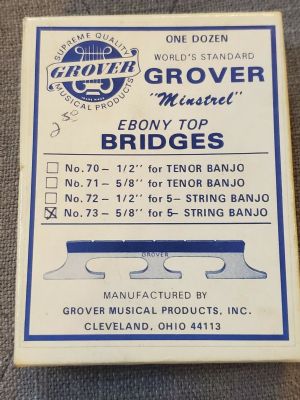 SUPREME QUALITY
GROVER
MUSICAL PRODUCTS
ONE DOZEN
WORLD'S STANDARD
GROVER
"Minstrel"
EBONY TOP
BRIDGES
No. 70 - 1/2" for TENOR BANJO
No. 71 - 5/8" for TENOR BANJO
No. 72 - 1/2" for 5- STRING BANJO
No. 73 - 5/8" for 5- STRING BANJO
GROVER
MANUFACTURED BY
GROVER MUSICAL PRODUCTS, INC.
CLEVELAND, OHIO 44113